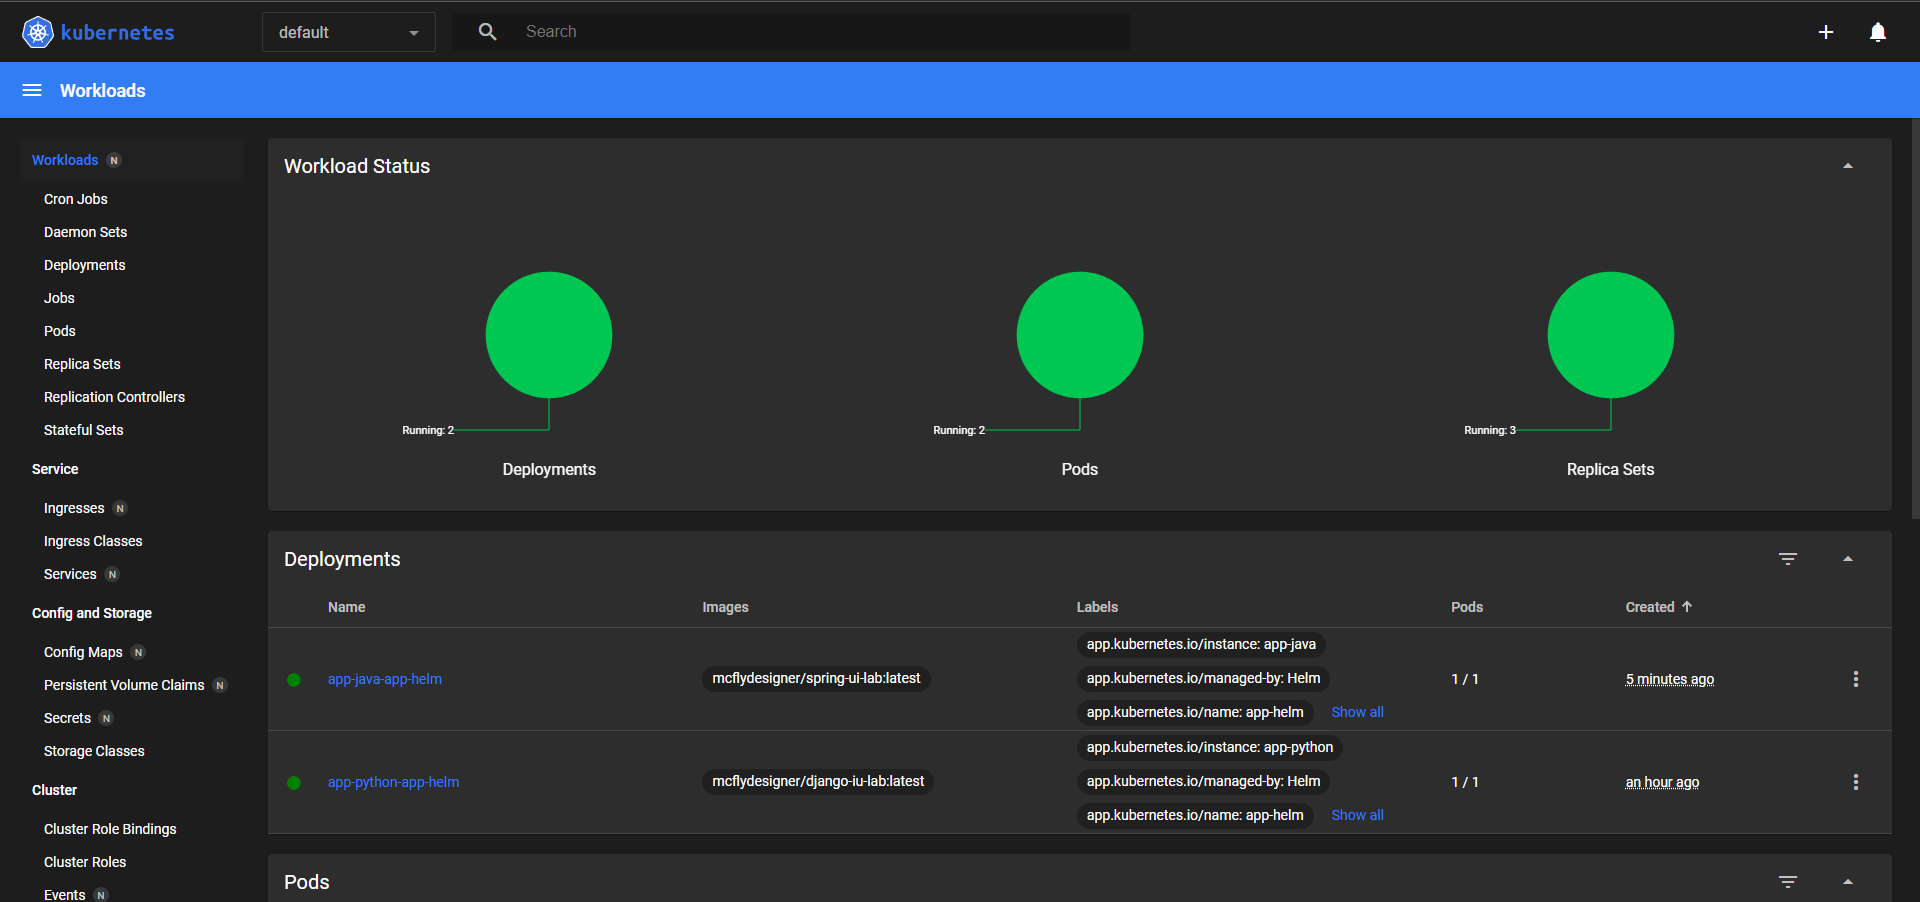 kubernetes
default
Search
Workloads
Workloads N
Cron Jobs
Daemon Sets
Deployments
Jobs
Pods
Replica Sets
Replication Controllers
Stateful Sets
Service
Ingresses N
Ingress Classes
Services N
Config and Storage
Config Maps N
Persistent Volume Claims N
Secrets N
Storage Classes
Cluster
Cluster Role Bindings
Cluster Roles
Events N
Workload Status
Running: 2
Deployments
Running: 2
Pods
Running: 3
Replica Sets
Deployments
Name Images Labels Pods Created
app-java-app-helm
mcflydesigner/spring-ui-lab:latest
app.kubernetes.io/instance: app-java
app.kubernetes.io/managed-by: Helm
app.kubernetes.io/name: app-helm Show all
1 / 1
5 minutes ago
app-python-app-helm
mcflydesigner/django-iu-lab:latest
app.kubernetes.io/instance: app-python
app.kubernetes.io/managed-by: Helm
app.kubernetes.io/name: app-helm Show all
1 / 1
an hour ago
Pods